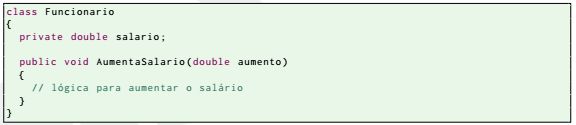 class Funcionario
{
private double salario;
public void AumentaSalario(double aumento)
{
// lógica para aumentar o salário
}
}